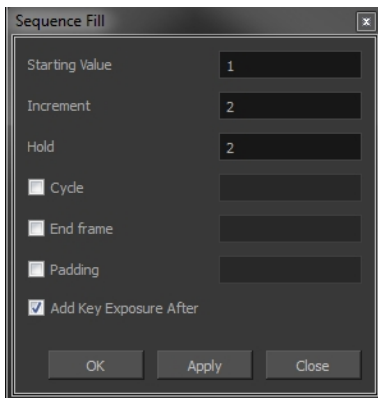 Sequence Fill
Starting Value 1
Increment 2
Hold 2
Cycle
End frame
Padding
Add Key Exposure After
OK Apply Close